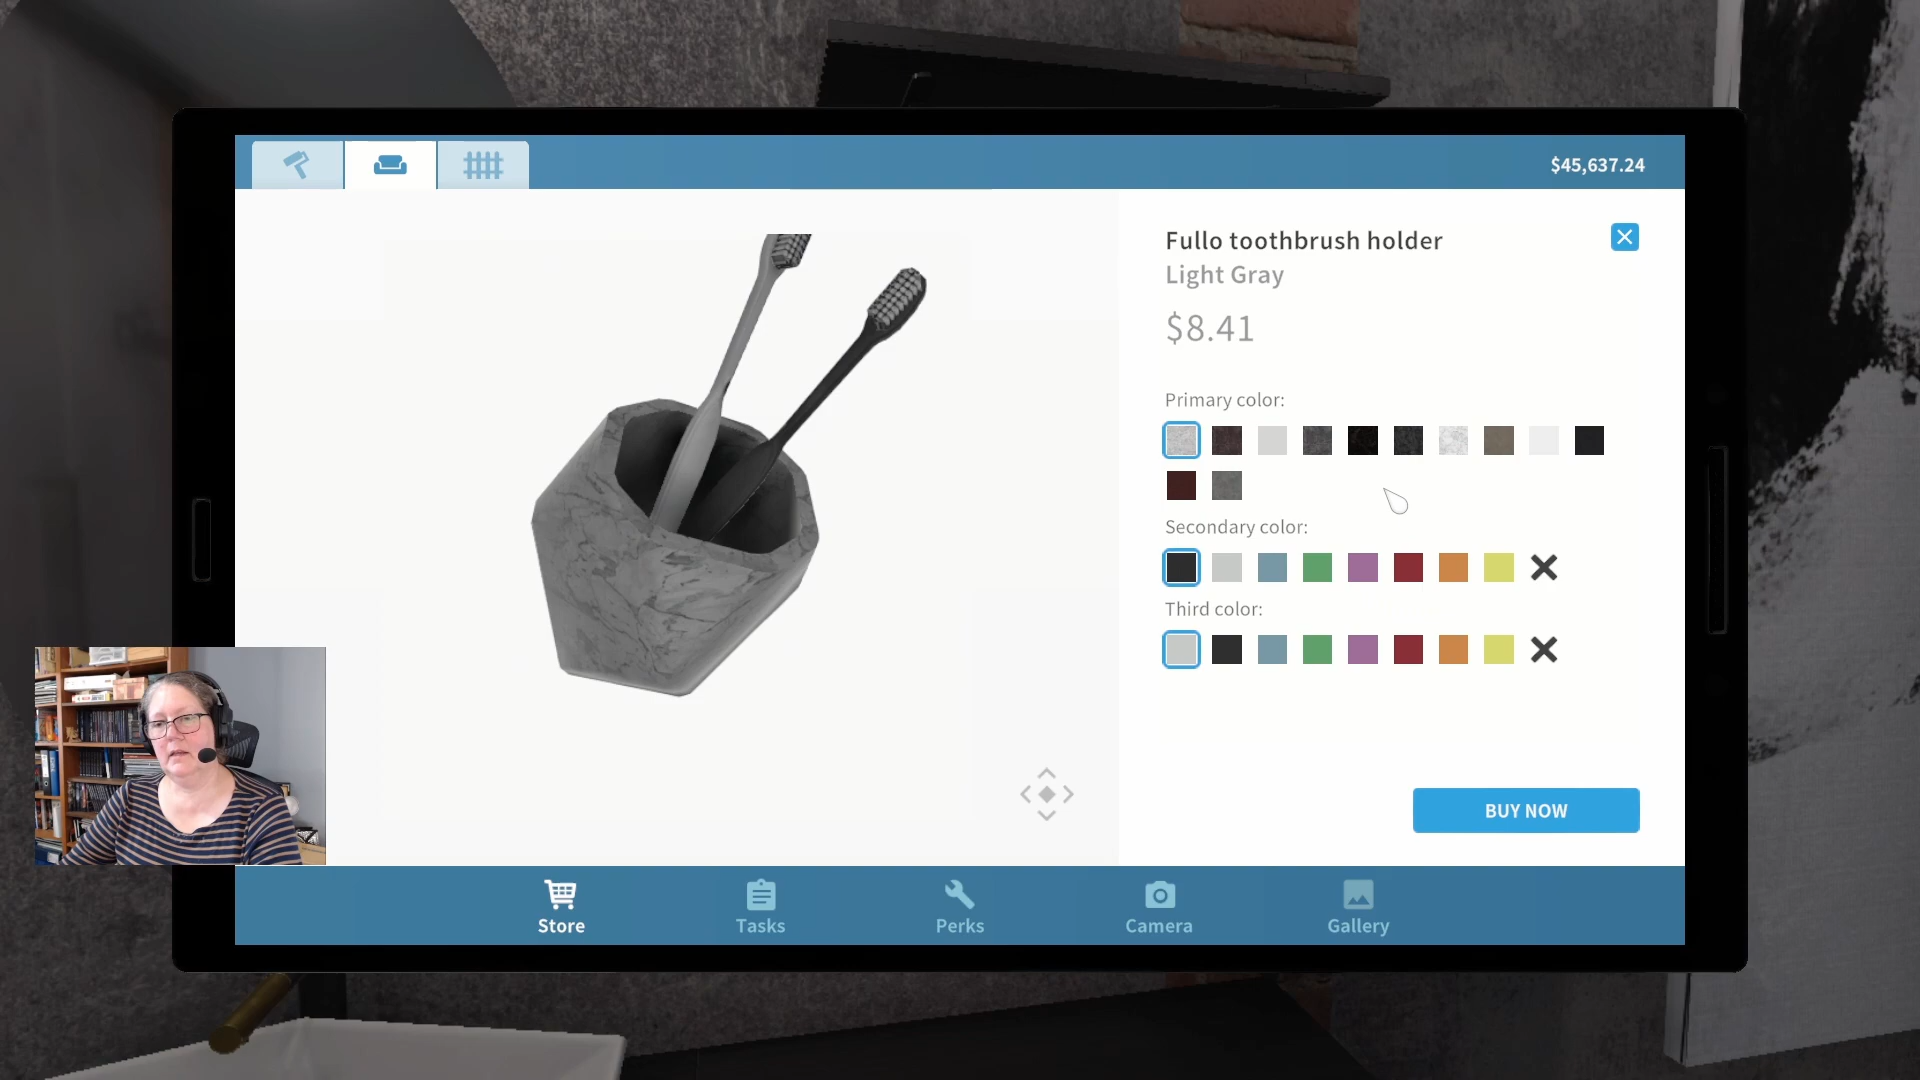 $45,637.24
Fullo toothbrush holder
Light Gray
$8.41
Primary color:
Secondary color:
Third color:
BUY NOW
Store
Tasks
Perks
Camera
Gallery